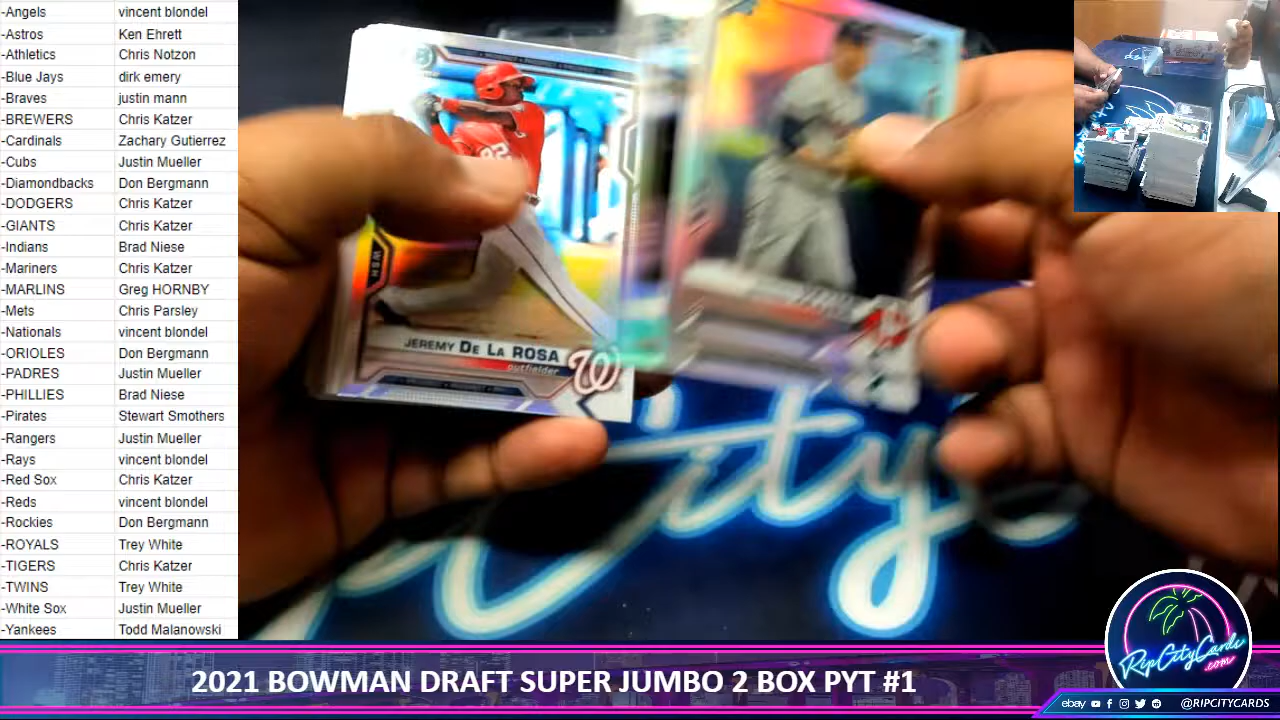 -Angels vincent blondel
-Astros Ken Ehrett
-Athletics Chris Notzon
-Blue Jays dirk emery
-Braves justin mann
-BREWERS Chris Katzer
-Cardinals Zachary Gutierrez
-Cubs Justin Mueller
-Diamondbacks Don Bergmann
-DODGERS Chris Katzer
-GIANTS Chris Katzer
-Indians Brad Niese
-Mariners Chris Katzer
-MARLINS Greg HORNBY
-Mets Chris Parsley
-Nationals vincent blondel
-ORIOLES Don Bergmann
-PADRES Justin Mueller
-PHILLIES Brad Niese
-Pirates Stewart Smothers
-Rangers Justin Mueller
-Rays vincent blondel
-Red Sox Chris Katzer
-Reds vincent blondel
-Rockies Don Bergmann
-ROYALS Trey White
-TIGERS Chris Katzer
-TWINS Trey White
-White Sox Justin Mueller
-Yankees Todd Malanowski
WSH
JEREMY DE LA ROSA
outfielder
W
City
RipCityCards
.com
2021 BOWMAN DRAFT SUPER JUMBO 2 BOX PYT #1
ebay @RIPCITYCARDS